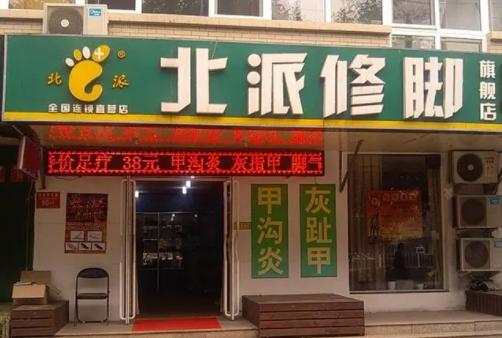 北派修脚
旗舰店
北派®
全国连锁直营店
价足疗 38元 甲沟炎 灰指甲 脚气
甲沟炎
灰趾甲